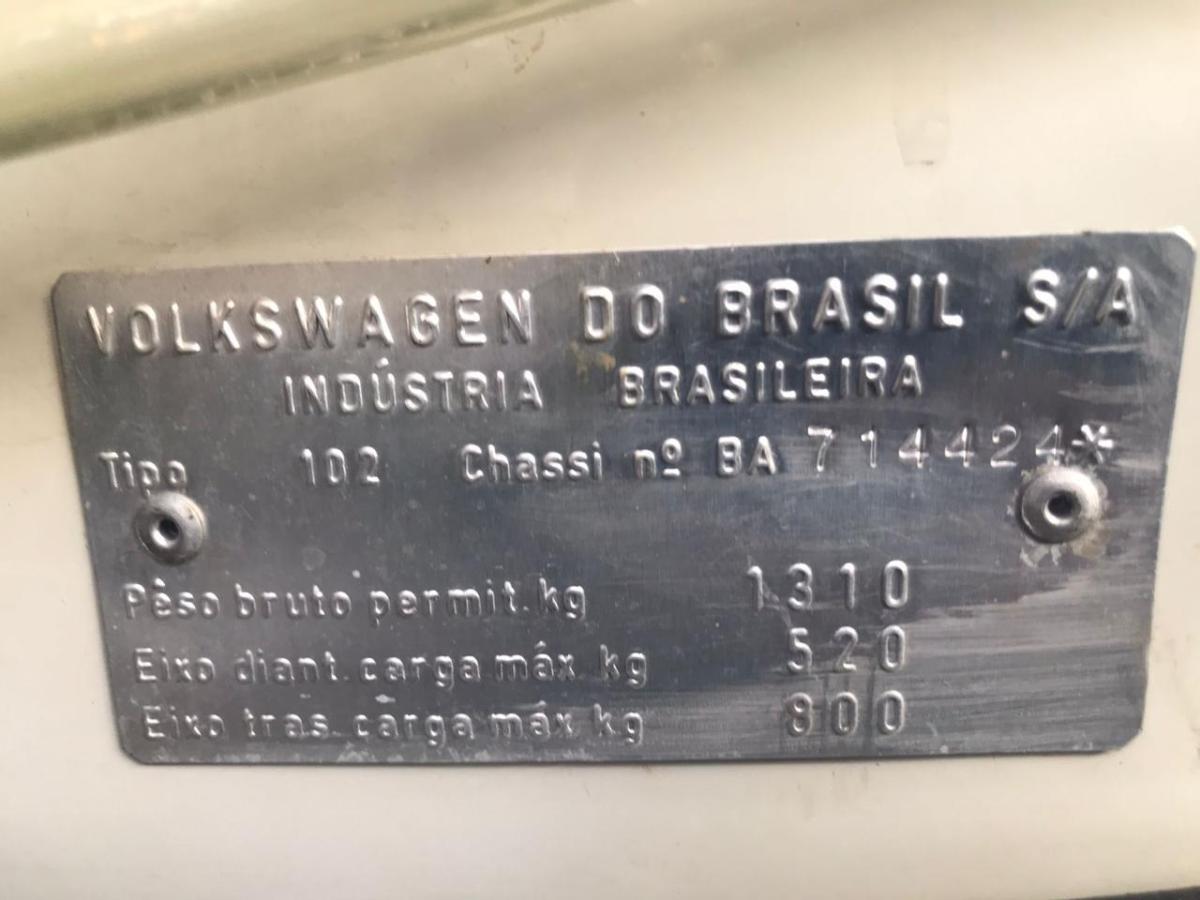 VOLKSWAGEN DO BRASIL S/A
INDÚSTRIA BRASILEIRA
Tipo 102 Chassi nº BA 714424*
Pêso bruto permit. kg 1310
Eixo diant. carga máx kg 520
Eixo tras. carga máx kg 800